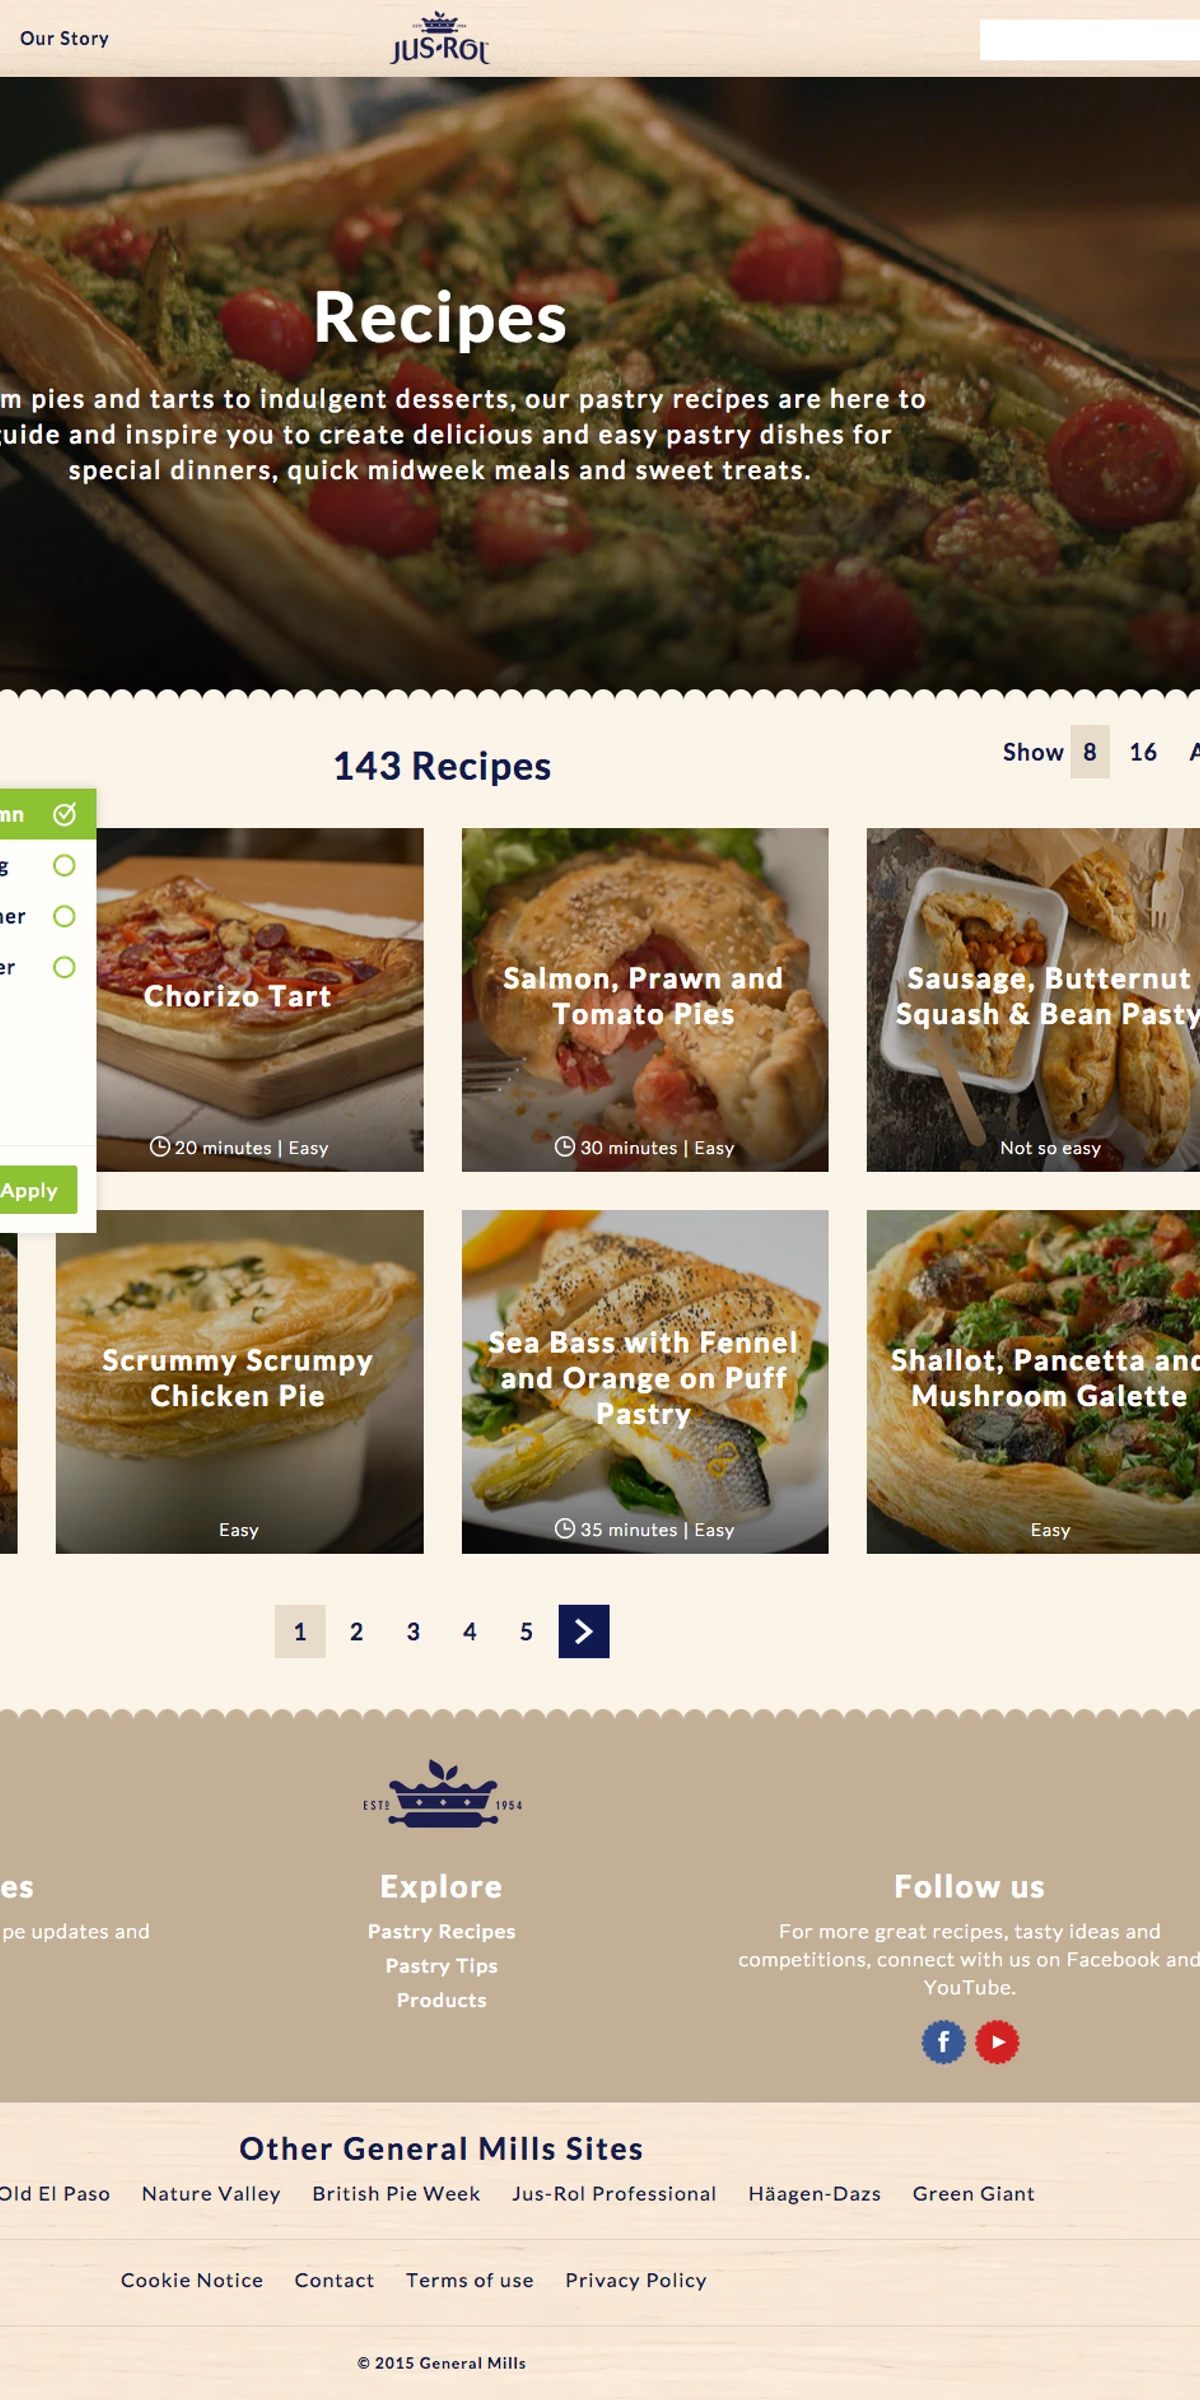 Our Story
ESTD 1954
JUS-ROL
Recipes
m pies and tarts to indulgent desserts, our pastry recipes are here to
guide and inspire you to create delicious and easy pastry dishes for
special dinners, quick midweek meals and sweet treats.
143 Recipes
Show 8 16 A
mn
g
ner
er
Apply
Chorizo Tart
20 minutes | Easy
Salmon, Prawn and
Tomato Pies
30 minutes | Easy
Sausage, Butternut
Squash & Bean Pasty
Not so easy
Scrummy Scrumpy
Chicken Pie
Easy
Sea Bass with Fennel
and Orange on Puff
Pastry
35 minutes | Easy
Shallot, Pancetta and
Mushroom Galette
Easy
1 2 3 4 5
ESTD 1954
es
pe updates and
Explore
Pastry Recipes
Pastry Tips
Products
Follow us
For more great recipes, tasty ideas and
competitions, connect with us on Facebook and
YouTube.
f
Other General Mills Sites
Old El Paso Nature Valley British Pie Week Jus-Rol Professional Häagen-Dazs Green Giant
Cookie Notice Contact Terms of use Privacy Policy
© 2015 General Mills